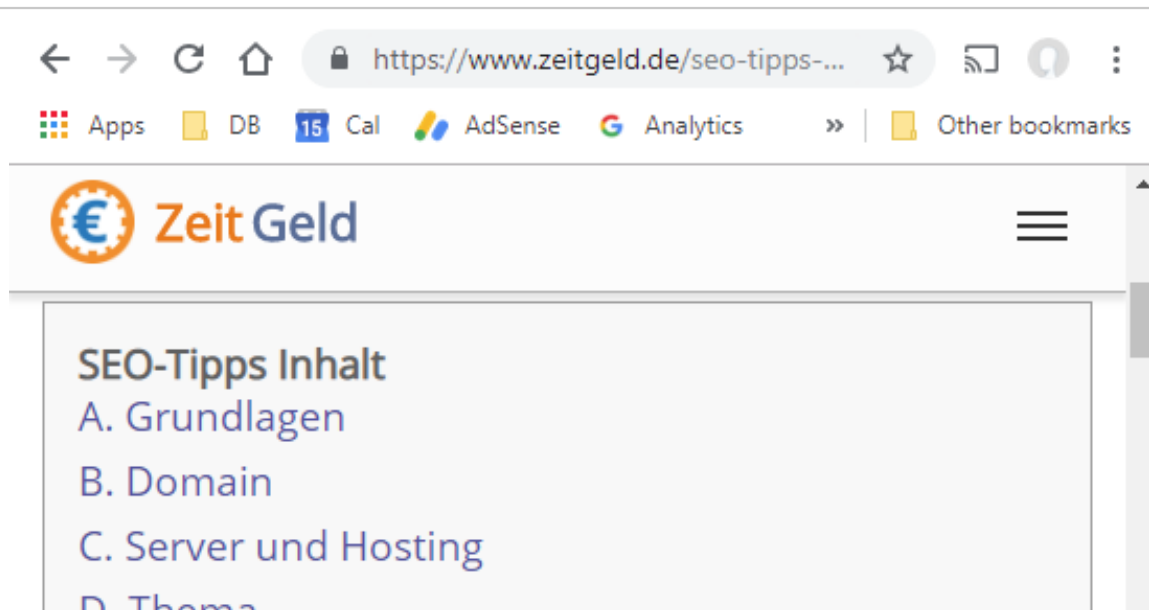 https://www.zeitgeld.de/seo-tipps-...
Apps DB 15 Cal AdSense G Analytics » Other bookmarks
€ Zeit Geld
SEO-Tipps Inhalt
A. Grundlagen
B. Domain
C. Server und Hosting
D. Thema